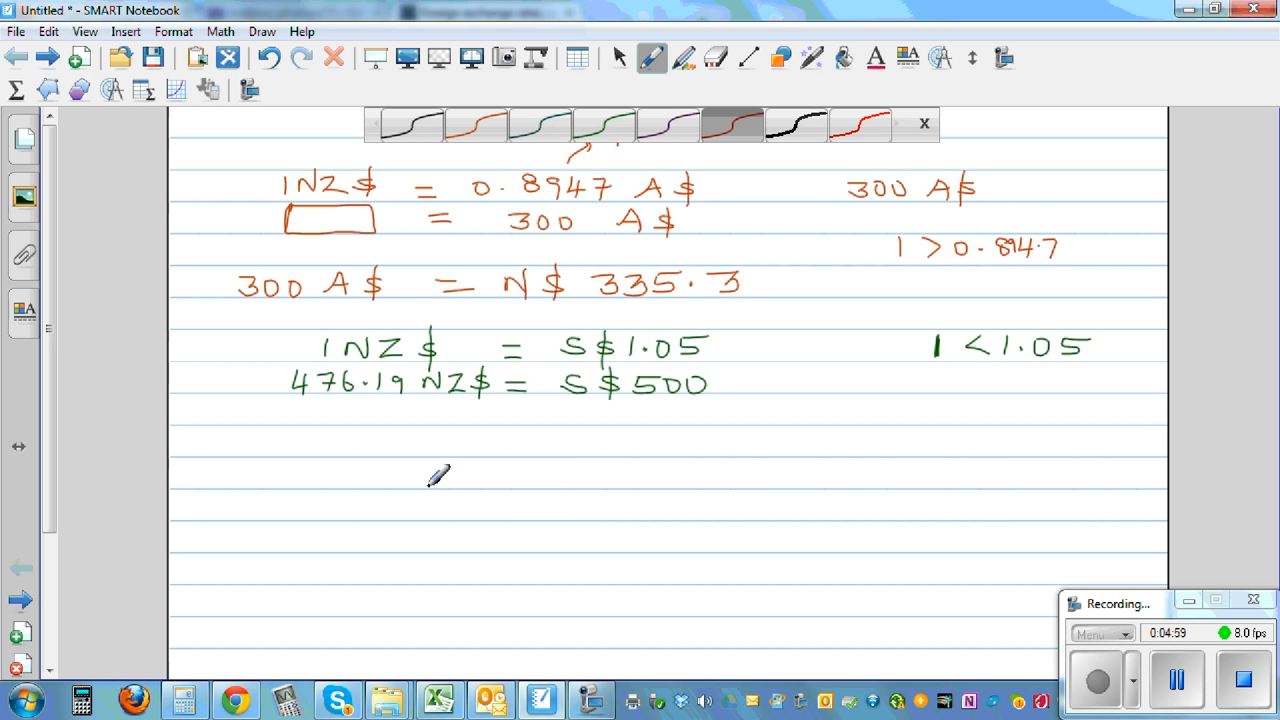 Untitled * - SMART Notebook
File Edit View Insert Format Math Draw Help
x
1NZ$ = 0.8947 A$
300 A$
= 300 A$
1 > 0.894.7
300 A$ = N$ 335.3
1NZ$ = S$1.05
1 < 1.05
476.19 NZ$ = S$500
Recording...
Menu
0:04:59
8.0 fps